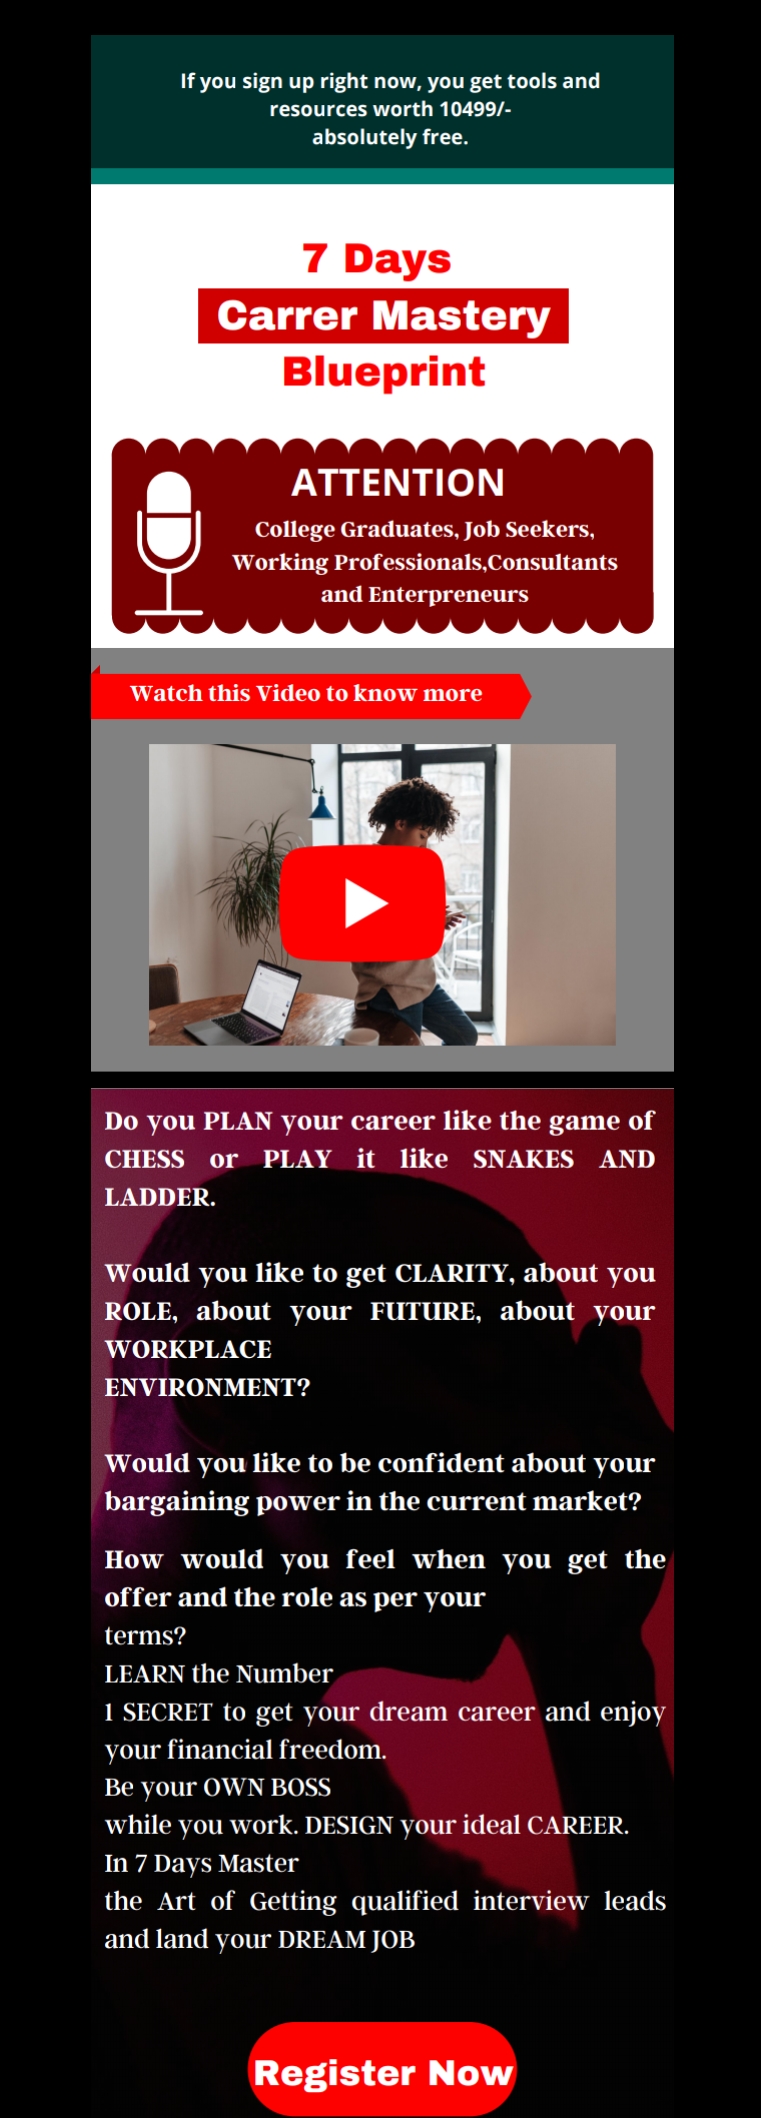 If you sign up right now, you get tools and
resources worth 10499/-
absolutely free.
7 Days
Carrer Mastery
Blueprint
ATTENTION
College Graduates, Job Seekers,
Working Professionals,Consultants
and Enterpreneurs
Watch this Video to know more
Do you PLAN your career like the game of
CHESS or PLAY it like SNAKES AND
LADDER.
Would you like to get CLARITY, about you
ROLE, about your FUTURE, about your
WORKPLACE
ENVIRONMENT?
Would you like to be confident about your
bargaining power in the current market?
How would you feel when you get the
offer and the role as per your
terms?
LEARN the Number
1 SECRET to get your dream career and enjoy
your financial freedom.
Be your OWN BOSS
while you work. DESIGN your ideal CAREER.
In 7 Days Master
the Art of Getting qualified interview leads
and land your DREAM JOB
Register Now